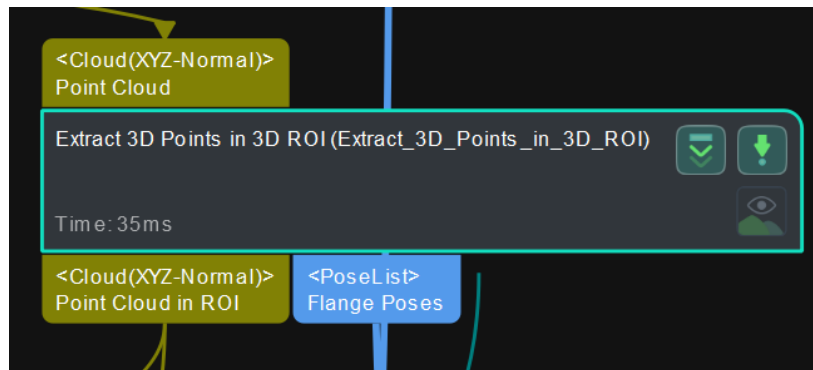 <Cloud(XYZ-Normal)>
Point Cloud
Extract 3D Points in 3D ROI (Extract_3D_Points_in_3D_ROI)
Time: 35ms
<Cloud(XYZ-Normal)>
Point Cloud in ROI
<PoseList>
Flange Poses